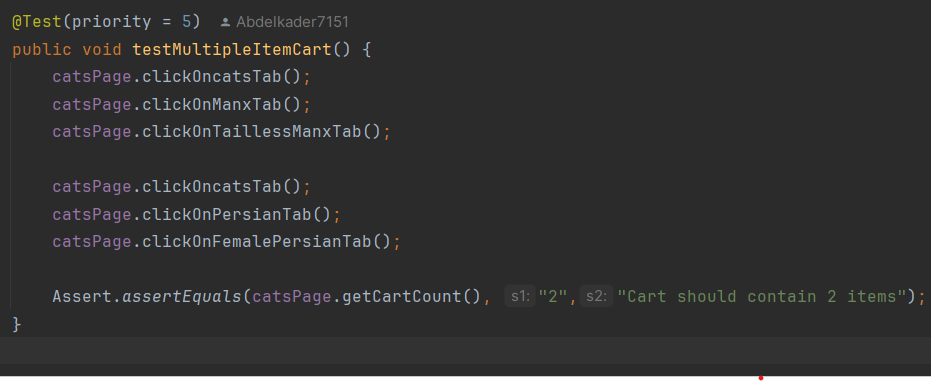 @Test(priority = 5) Abdelkader7151
public void testMultipleItemCart() {
catsPage.clickOncatsTab();
catsPage.clickOnManxTab();
catsPage.clickOnTaillessManxTab();
catsPage.clickOncatsTab();
catsPage.clickOnPersianTab();
catsPage.clickOnFemalePersianTab();
Assert.assertEquals(catsPage.getCartCount(), s1: "2", s2: "Cart should contain 2 items");
}